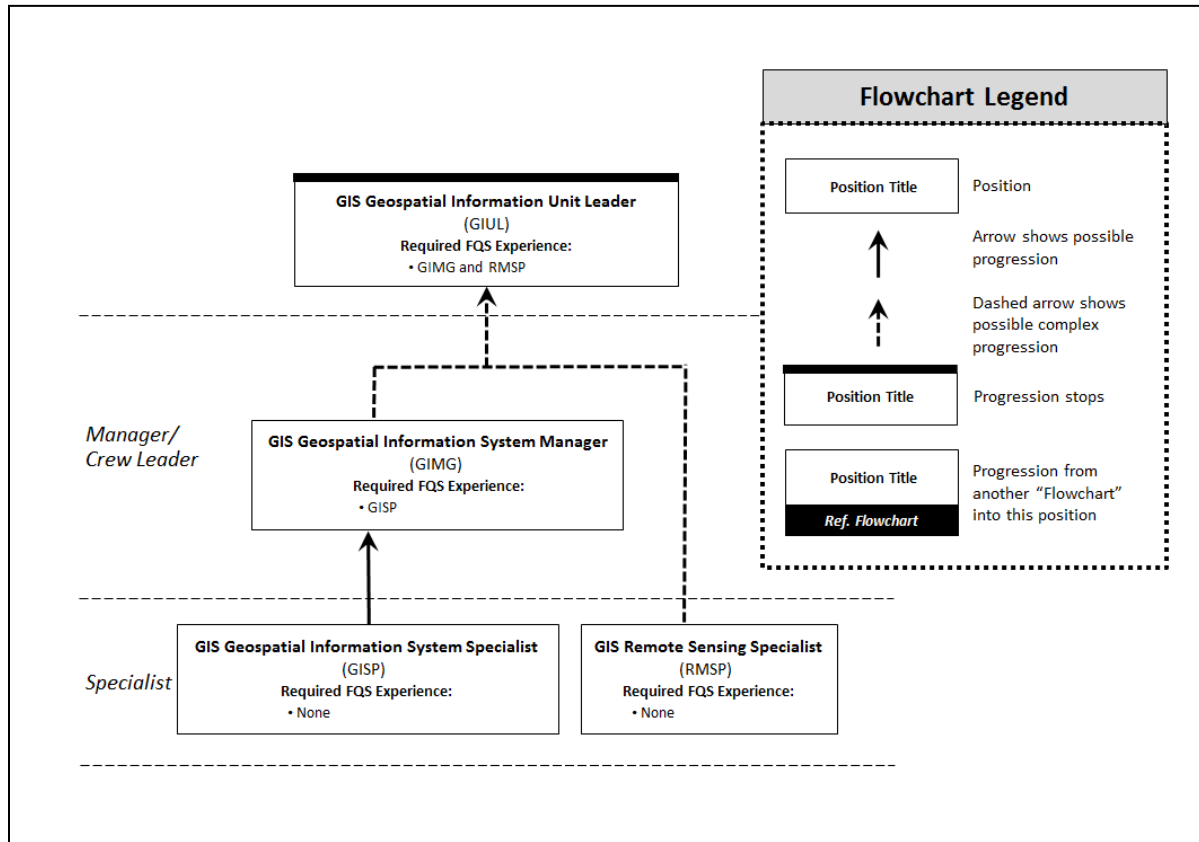 Flowchart Legend
Position Title
Position
Arrow shows possible
progression
Dashed arrow shows
possible complex
progression
Position Title
Progression stops
Position Title
Ref. Flowchart
Progression from
another “Flowchart”
into this position
GIS Geospatial Information Unit Leader
(GIUL)
Required FQS Experience:
• GIMG and RMSP
Manager/
Crew Leader
GIS Geospatial Information System Manager
(GIMG)
Required FQS Experience:
• GISP
Specialist
GIS Geospatial Information System Specialist
(GISP)
Required FQS Experience:
• None
GIS Remote Sensing Specialist
(RMSP)
Required FQS Experience:
• None